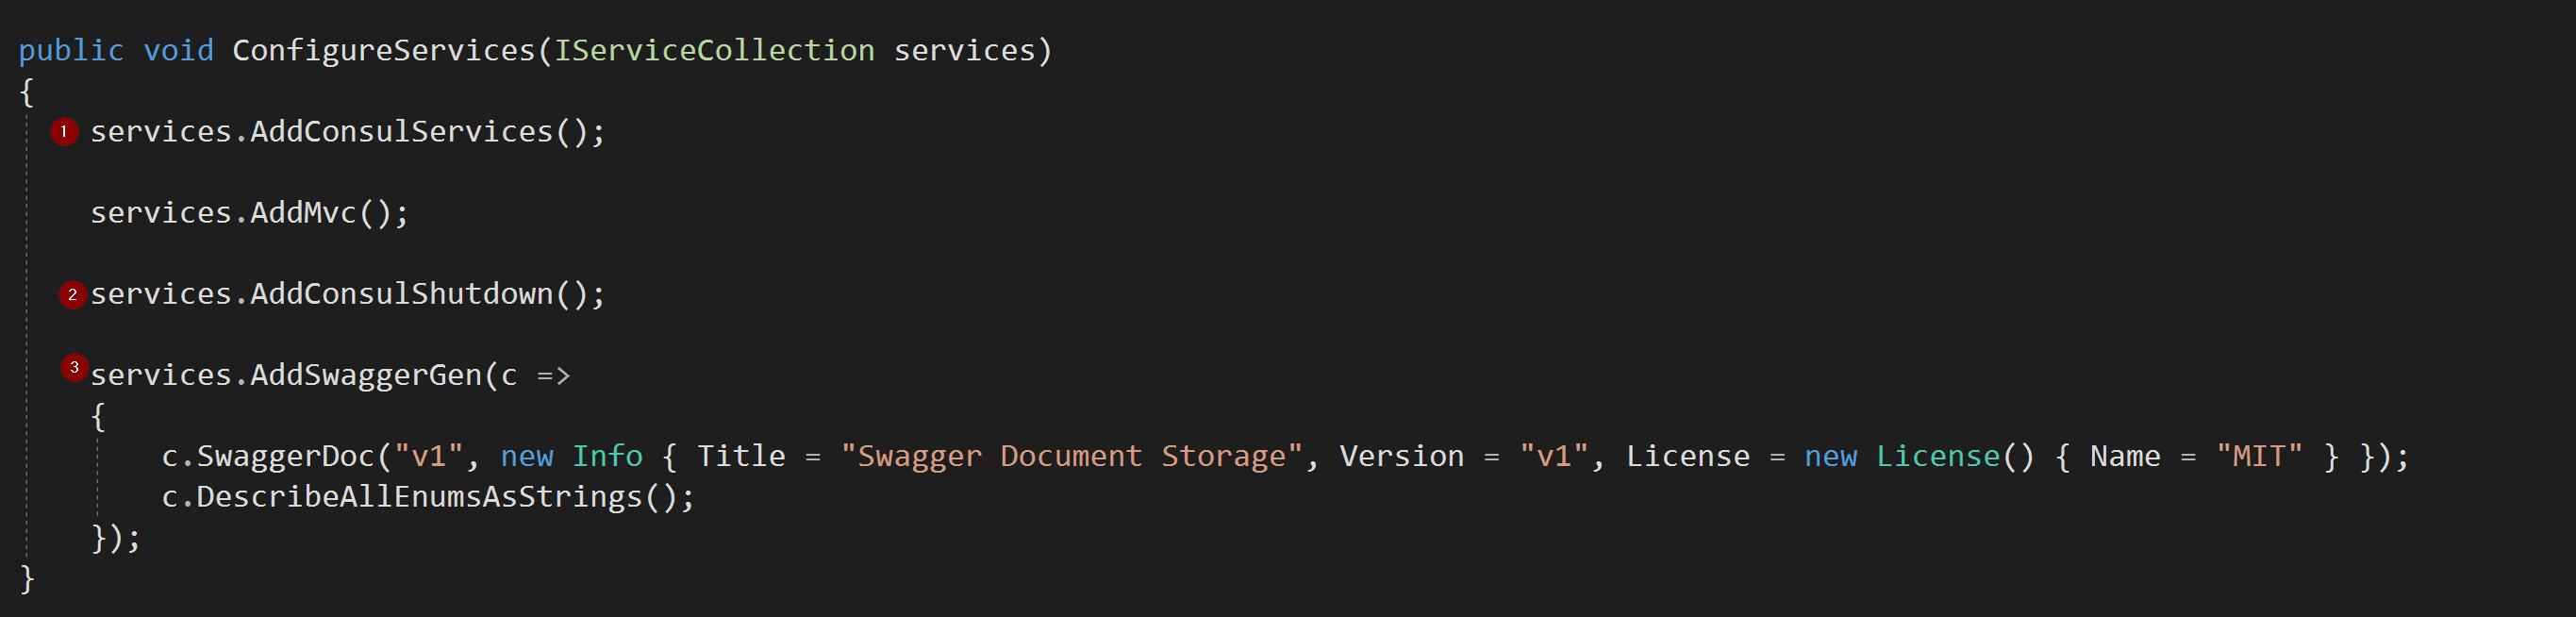 public void ConfigureServices(IServiceCollection services)
{
1 services.AddConsulServices();
services.AddMvc();
2 services.AddConsulShutdown();
3 services.AddSwaggerGen(c =>
{
c.SwaggerDoc("v1", new Info { Title = "Swagger Document Storage", Version = "v1", License = new License() { Name = "MIT" } });
c.DescribeAllEnumsAsStrings();
});
}